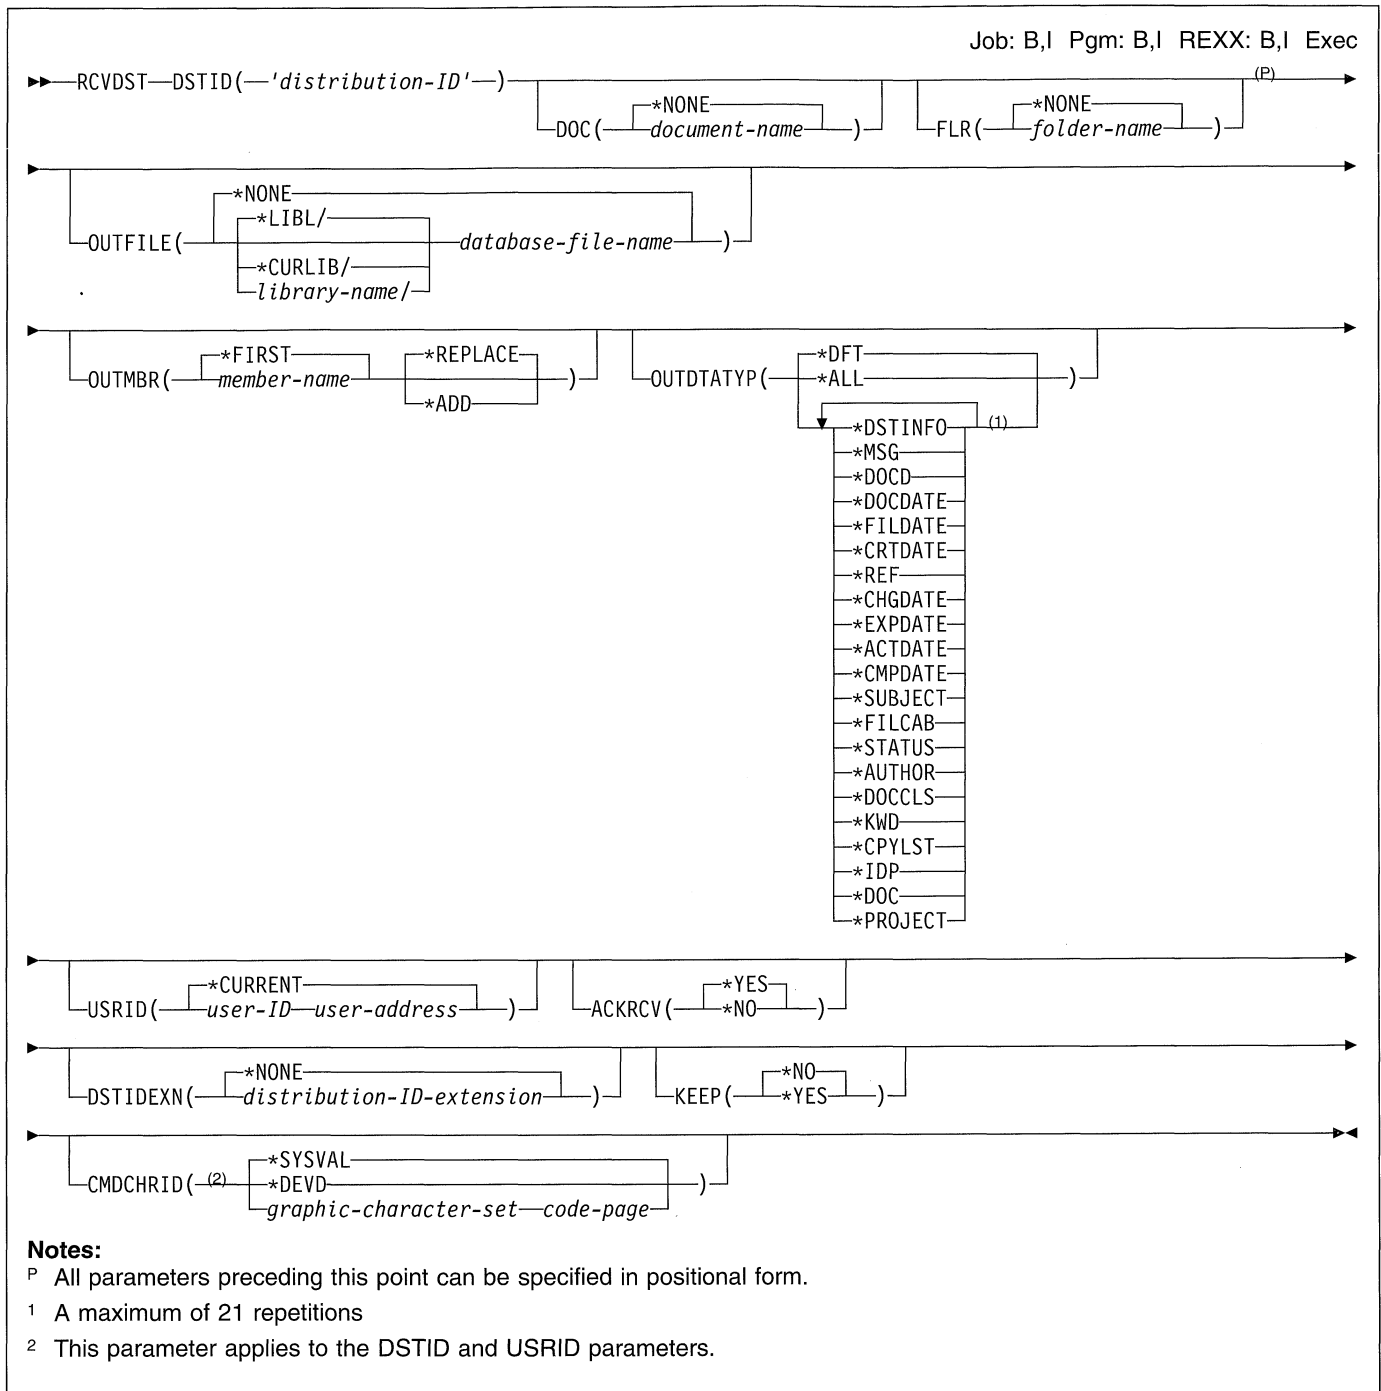 Job: B,I Pgm: B,I REXX: B,I Exec
RCVDST DSTID( 'distribution-ID' ) (P)
*NONE *NONE
DOC( document-name ) FLR( folder-name )
*NONE
*LIBL/
OUTFILE( database-file-name )
*CURLIB/
library-name/
*FIRST *REPLACE *DFT
OUTMBR( member-name ) OUTDTATYP( *ALL )
*ADD
*DSTINFO (1)
*MSG
*DOCD
*DOCDATE
*FILDATE
*CRTDATE
*REF
*CHGDATE
*EXPDATE
*ACTDATE
*CMPDATE
*SUBJECT
*FILCAB
*STATUS
*AUTHOR
*DOCCLS
*KWD
*CPYLST
*IDP
*DOC
*PROJECT
*CURRENT *YES
USRID( user-ID user-address ) ACKRCV( *NO )
*NONE *NO
DSTIDEXN( distribution-ID-extension ) KEEP( *YES )
*SYSVAL
CMDCHRID( (2) *DEVD )
graphic-character-set code-page
Notes:
P All parameters preceding this point can be specified in positional form.
1 A maximum of 21 repetitions
2 This parameter applies to the DSTID and USRID parameters.